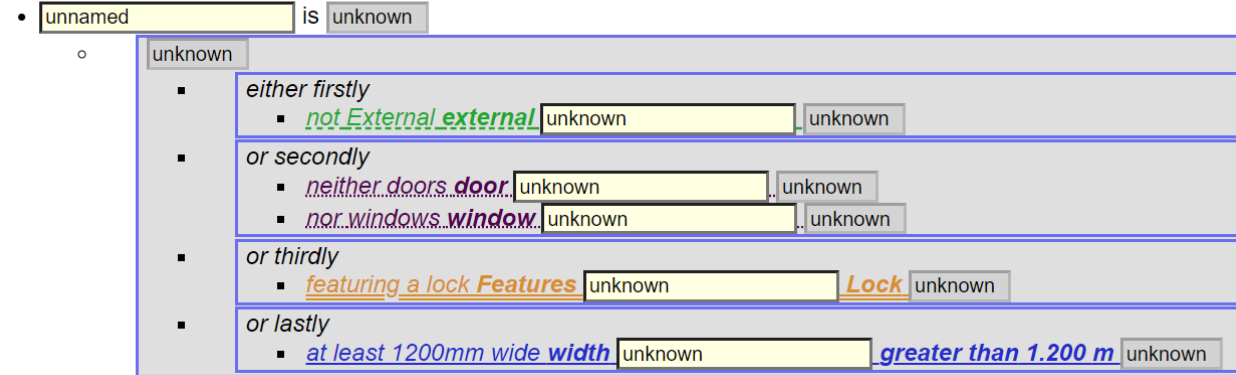 unnamed is unknown
unknown
either firstly
not External external unknown unknown
or secondly
neither doors door unknown unknown
nor windows window unknown unknown
or thirdly
featuring a lock Features unknown Lock unknown
or lastly
at least 1200mm wide width unknown greater than 1.200 m unknown